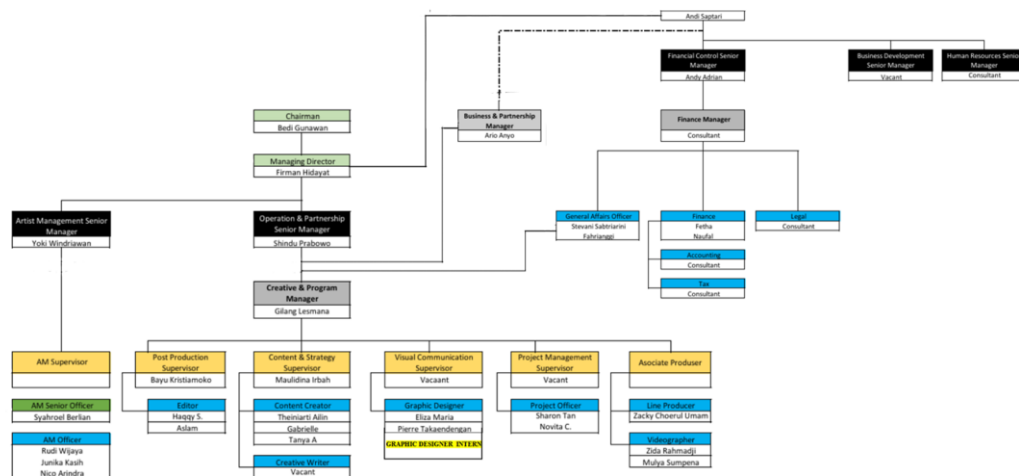 Andi Saptari
Financial Control Senior
Manager
Andy Adrian
Business Development
Senior Manager
Vacant
Human Resources Senior
Manager
Consultant
Chairman
Bedi Gunawan
Business & Partnership
Manager
Ario Anyo
Finance Manager
Consultant
Managing Director
Firman Hidayat
Artist Management Senior
Manager
Yoki Windriawan
Operation & Partnership
Senior Manager
Shindu Prabowo
General Affairs Officer
Stevani Sabtriarini
Fahrianggi
Finance
Fetha
Naufal
Legal
Consultant
Accounting
Consultant
Tax
Consultant
Creative & Program
Manager
Gilang Lesmana
AM Supervisor
Post Production
Supervisor
Bayu Kristiamoko
Content & Strategy
Supervisor
Maulidina Irbah
Visual Communication
Supervisor
Vacaant
Project Management
Supervisor
Vacant
Asociate Produser
AM Senior Officer
Syahroel Berlian
Editor
Haqqy S.
Aslam
Content Creator
Theiniarti Ailin
Gabrielle
Tanya A
Graphic Designer
Eliza Maria
Pierre Takaendengan
GRAPHIC DESIGNER INTERN
Project Officer
Sharon Tan
Novita C.
Line Producer
Zacky Choerul Umam
AM Officer
Rudi Wijaya
Junika Kasih
Nico Arindra
Creative Writer
Vacant
Videographer
Zida Rahmadji
Mulya Sumpena